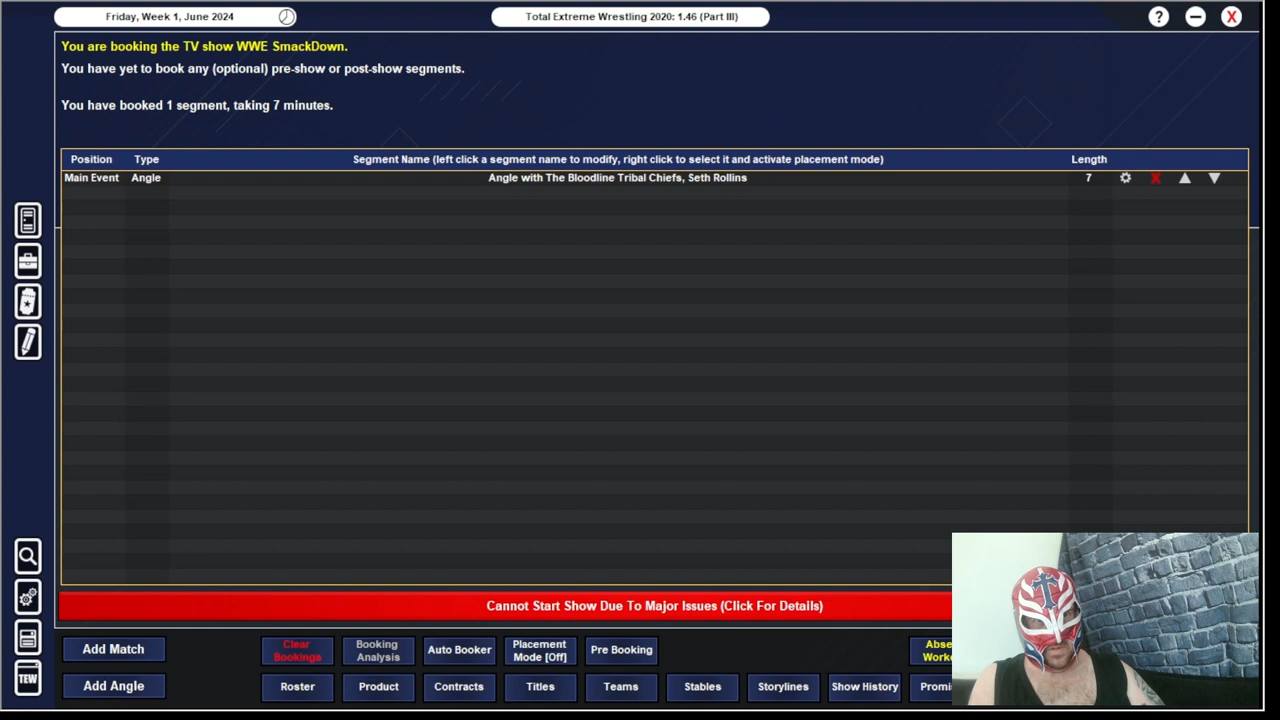 Friday, Week 1, June 2024
Total Extreme Wrestling 2020: 1.46 (Part III)
?
X
You are booking the TV show WWE SmackDown.
You have yet to book any (optional) pre-show or post-show segments.
You have booked 1 segment, taking 7 minutes.
Position Type Segment Name (left click a segment name to modify, right click to select it and activate placement mode) Length
Main Event Angle Angle with The Bloodline Tribal Chiefs, Seth Rollins 7 X
Cannot Start Show Due To Major Issues (Click For Details)
Add Match
Clear Bookings
Booking Analysis
Auto Booker
Placement Mode [Off]
Pre Booking
Abse
Work
TEW
Add Angle
Roster
Product
Contracts
Titles
Teams
Stables
Storylines
Show History
Promi